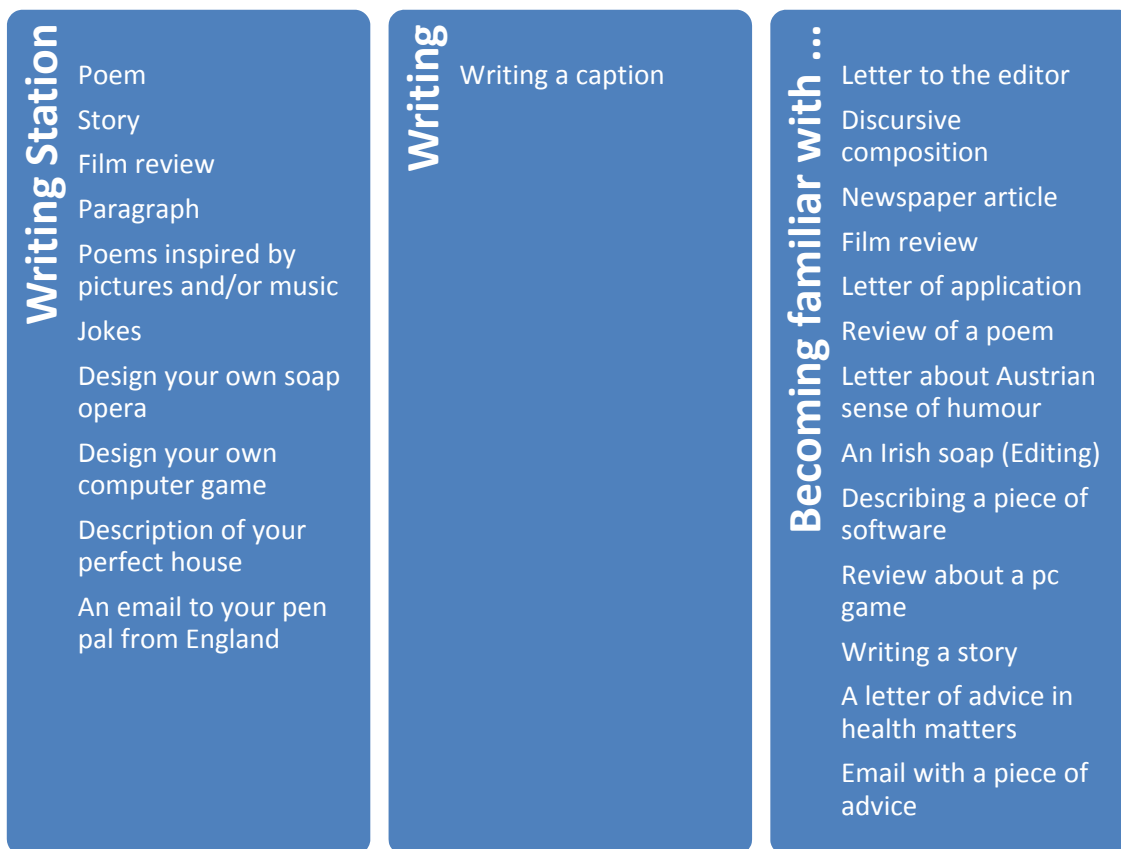 Writing Station
Poem
Story
Film review
Paragraph
Poems inspired by
pictures and/or music
Jokes
Design your own soap
opera
Design your own
computer game
Description of your
perfect house
An email to your pen
pal from England
Writing
Writing a caption
Becoming familiar with ...
Letter to the editor
Discursive
composition
Newspaper article
Film review
Letter of application
Review of a poem
Letter about Austrian
sense of humour
An Irish soap (Editing)
Describing a piece of
software
Review about a pc
game
Writing a story
A letter of advice in
health matters
Email with a piece of
advice